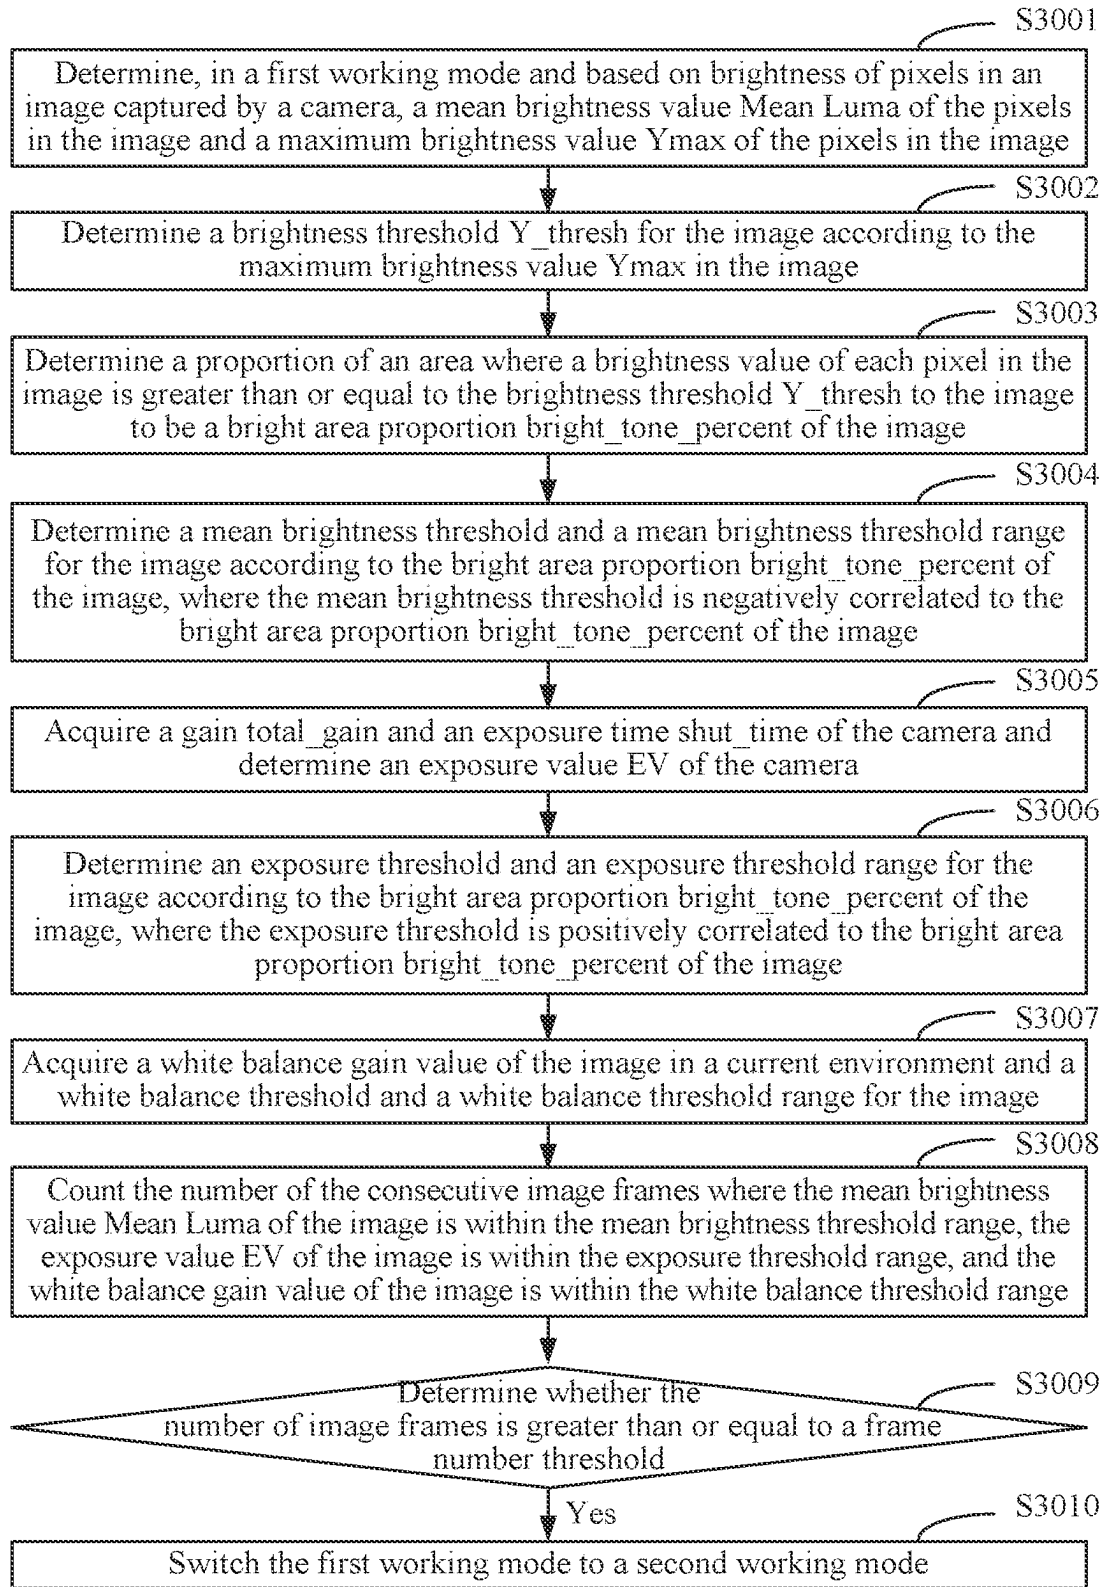 S3001
Determine, in a first working mode and based on brightness of pixels in an
image captured by a camera, a mean brightness value Mean Luma of the pixels
in the image and a maximum brightness value Ymax of the pixels in the image
S3002
Determine a brightness threshold Y_thresh for the image according to the
maximum brightness value Ymax in the image
S3003
Determine a proportion of an area where a brightness value of each pixel in the
image is greater than or equal to the brightness threshold Y_thresh to the image
to be a bright area proportion bright_tone_percent of the image
S3004
Determine a mean brightness threshold and a mean brightness threshold range
for the image according to the bright area proportion bright_tone_percent of
the image, where the mean brightness threshold is negatively correlated to the
bright area proportion bright_tone_percent of the image
S3005
Acquire a gain total_gain and an exposure time shut_time of the camera and
determine an exposure value EV of the camera
S3006
Determine an exposure threshold and an exposure threshold range for the
image according to the bright area proportion bright_tone_percent of the
image, where the exposure threshold is positively correlated to the bright area
proportion bright_tone_percent of the image
S3007
Acquire a white balance gain value of the image in a current environment and a
white balance threshold and a white balance threshold range for the image
S3008
Count the number of the consecutive image frames where the mean brightness
value Mean Luma of the image is within the mean brightness threshold range, the
exposure value EV of the image is within the exposure threshold range, and the
white balance gain value of the image is within the white balance threshold range
S3009
Determine whether the
number of image frames is greater than or equal to a frame
number threshold
Yes
S3010
Switch the first working mode to a second working mode